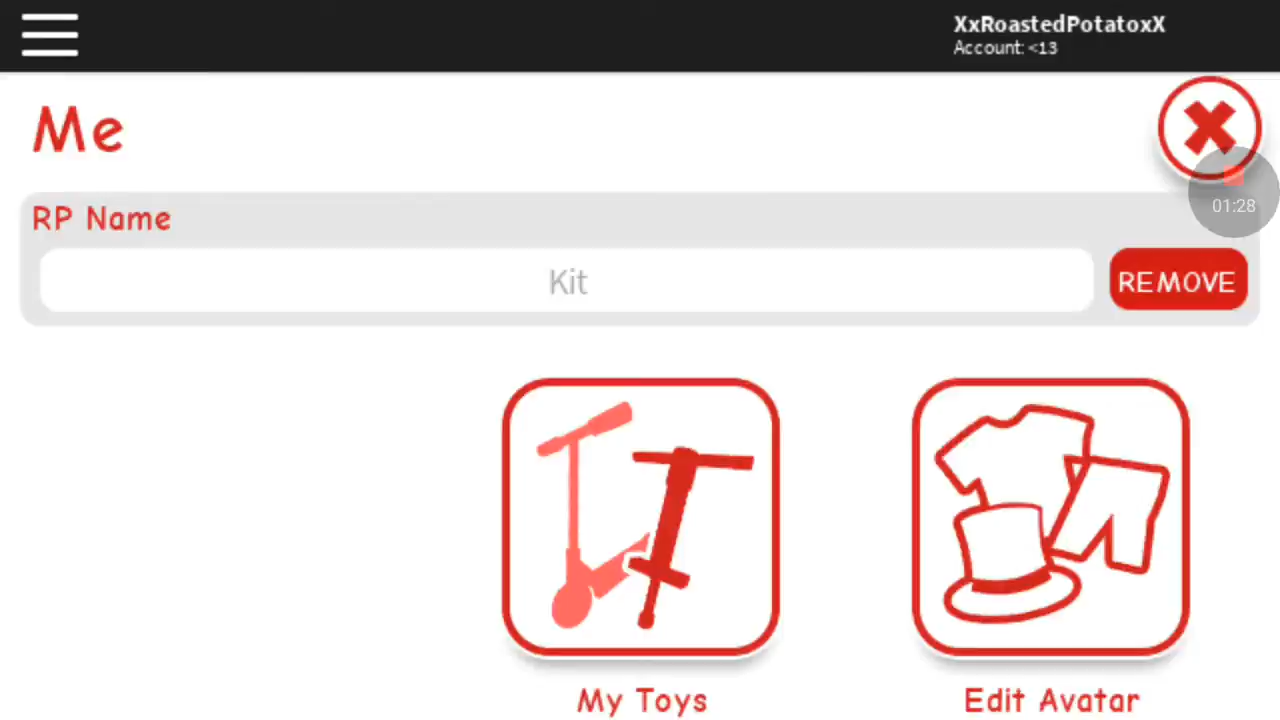 XxRoastedPotatoxX
Account: <13
Me
01:28
RP Name
Kit
REMOVE
My Toys
Edit Avatar